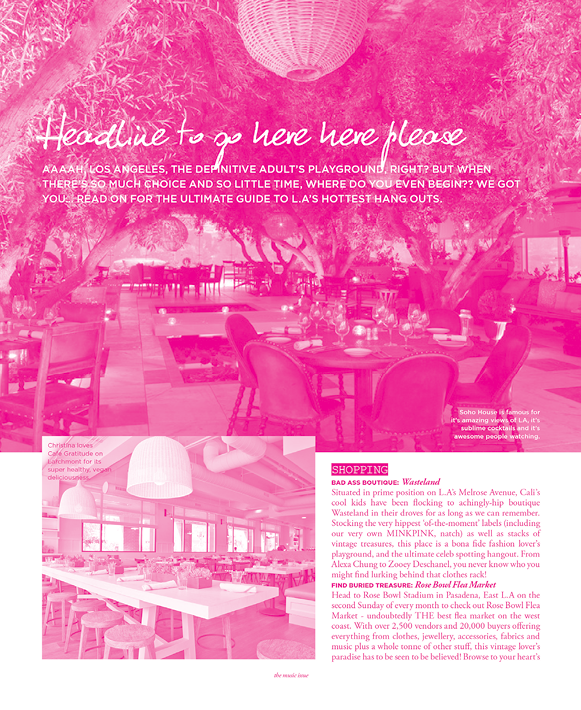 Headline to go here here please
AAAAH, LOS ANGELES, THE DEFINITIVE ADULT'S PLAYGROUND, RIGHT? BUT WHEN
THERE'S SO MUCH CHOICE AND SO LITTLE TIME, WHERE DO YOU EVEN BEGIN?? WE GOT
YOU... READ ON FOR THE ULTIMATE GUIDE TO L.A'S HOTTEST HANG OUTS.
Soho House is famous for
it's amazing views of LA, it's
sublime cocktails and it's
awesome people watching.
Christina loves
Café Gratitude on
Larchmont for its
super healthy, vegan
deliciousness.
SHOPPING
BAD ASS BOUTIQUE: Wasteland
Situated in prime position on L.A's Melrose Avenue, Cali's
cool kids have been flocking to achingly-hip boutique
Wasteland in their droves for as long as we can remember.
Stocking the very hippest 'of-the-moment' labels (including
our very own MINKPINK, natch) as well as stacks of
vintage treasures, this place is a bona fide fashion lover's
playground, and the ultimate celeb spotting hangout. From
Alexa Chung to Zooey Deschanel, you never know who you
might find lurking behind that clothes rack!
FIND BURIED TREASURE: Rose Bowl Flea Market
Head to Rose Bowl Stadium in Pasadena, East L.A on the
second Sunday of every month to check out Rose Bowl Flea
Market - undoubtedly THE best flea market on the west
coast. With over 2,500 vendors and 20,000 buyers offering
everything from clothes, jewellery, accessories, fabrics and
music plus a whole tonne of other stuff, this vintage lover's
paradise has to be seen to be believed! Browse to your heart's
the music issue